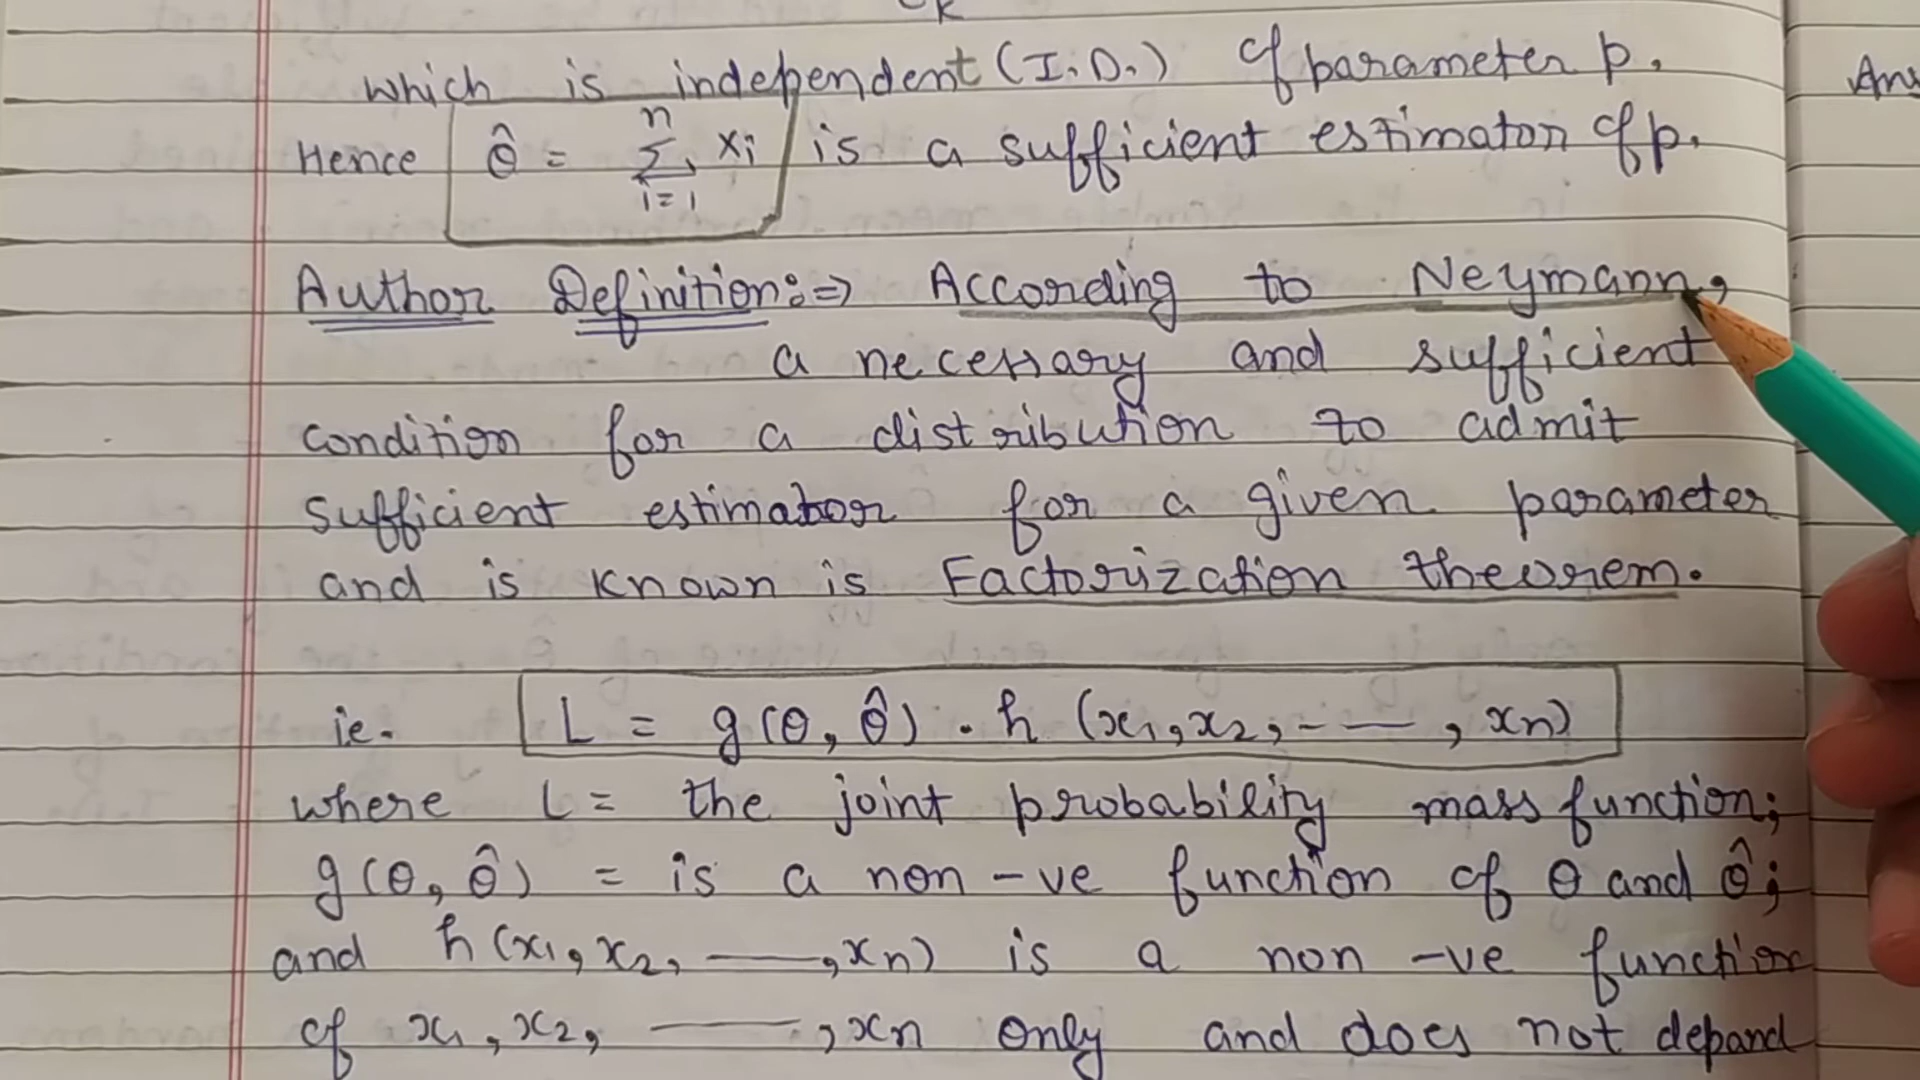 which is independent (I.D.) of parameter p.
Ans
Hence θ̂ = Σ xi is a sufficient estimator of p.
n
i=1
Author Definition:⇒ According to Neymann,
a necessary and sufficient
condition for a distribution to admit
sufficient estimator for a given parameter
and is known is Factorization theorem.
ie. L = g(θ, θ̂) . h (x1, x2, - —, xn)
where L = the joint probability mass function;
g(θ, θ̂) = is a non -ve function of θ and θ̂;
and h(x1, x2, —, xn) is a non -ve function
of x1, x2, —, xn only and does not depand